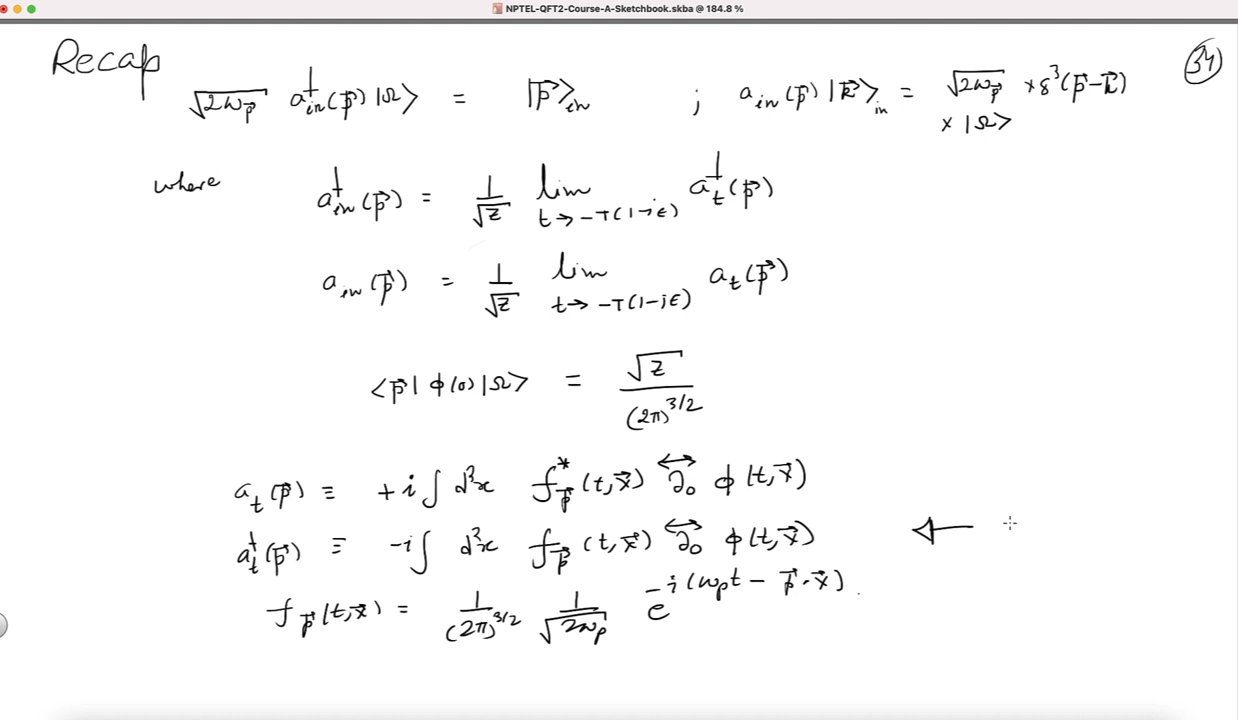 NPTEL-QFT2-Course-A-Sketchbook.skba @ 184.8 %
Recap
34
√(2ω_p⃗) a†_in(p⃗)|Ω⟩ = |p⃗⟩_in ; a_in(p⃗)|k⃗⟩_in = √(2ω_p⃗) × δ³(p⃗-k⃗)
× |Ω⟩
where a†_in(p⃗) = 1/√Z lim_{t→-T(1-iε)} a†_t(p⃗)
a_in(p⃗) = 1/√Z lim_{t→-T(1-iε)} a_t(p⃗)
⟨p⃗|φ(0)|Ω⟩ = √Z/(2π)^{3/2}
a_t(p⃗) ≡ +i∫ d³x f*_p⃗(t,x⃗) ∂↔₀ φ(t,x⃗)
a†_t(p⃗) ≡ -i∫ d³x f_p⃗(t,x⃗) ∂↔₀ φ(t,x⃗) ←
f_p⃗(t,x⃗) = 1/(2π)^{3/2} 1/√(2ω_p) e^{-i(ω_p t - p⃗·x⃗)}.